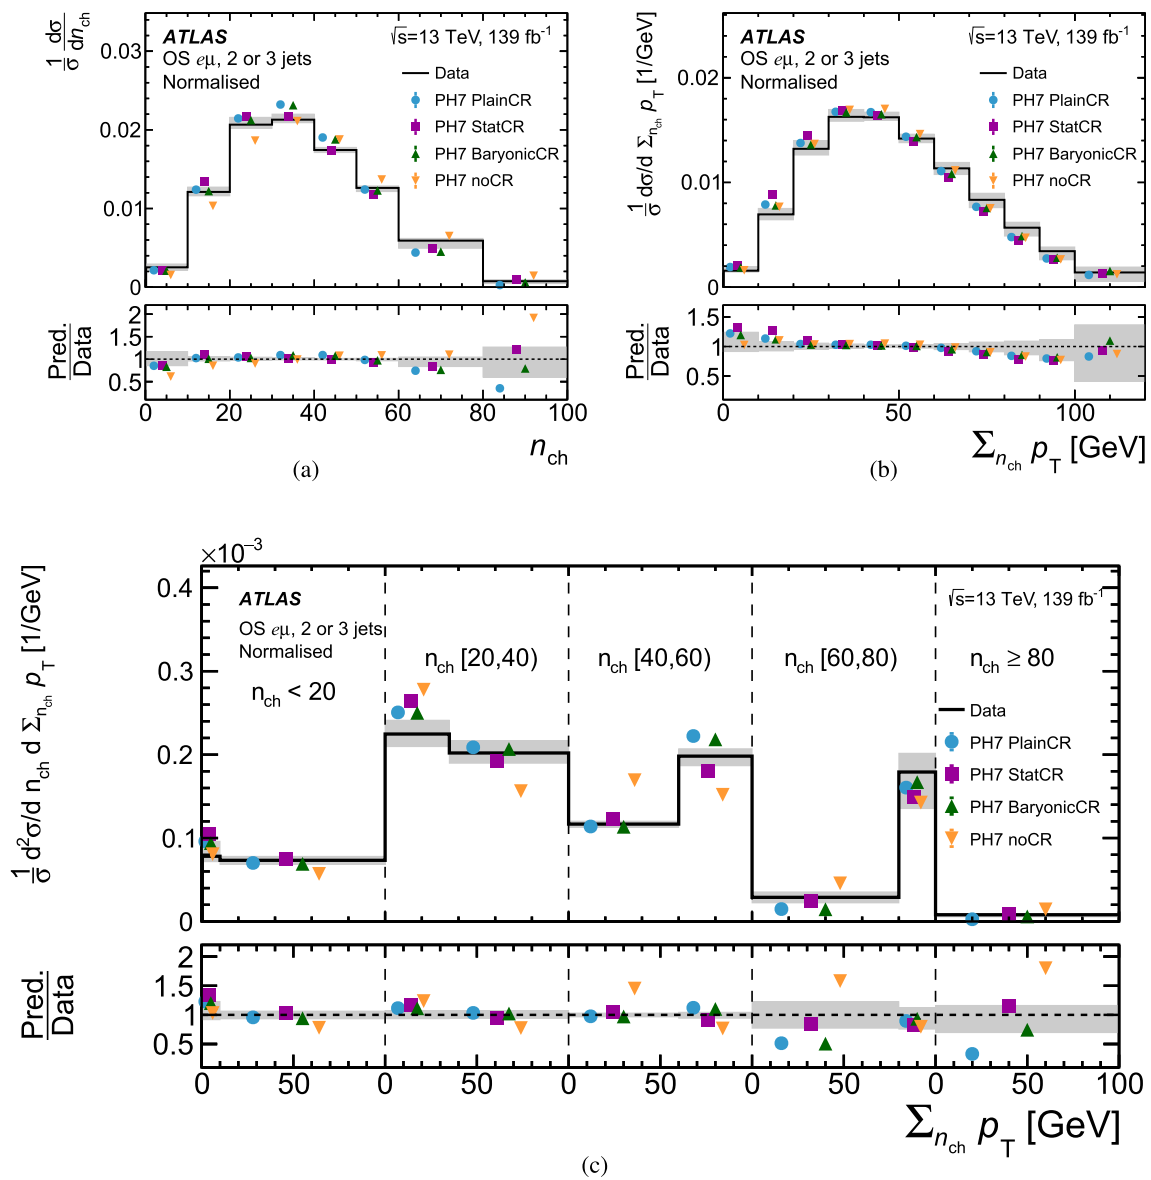 1/σ dσ/dn_ch
0.03
0.02
0.01
0
ATLAS
OS eμ, 2 or 3 jets
Normalised
√s=13 TeV, 139 fb⁻¹
Data
PH7 PlainCR
PH7 StatCR
PH7 BaryonicCR
PH7 noCR
Pred./Data
2
1.5
1
0.5
0 20 40 60 80 100
n_ch
(a)
1/σ dσ/d Σ_n_ch p_T [1/GeV]
0.02
0.01
0
ATLAS
OS eμ, 2 or 3 jets
Normalised
√s=13 TeV, 139 fb⁻¹
Data
PH7 PlainCR
PH7 StatCR
PH7 BaryonicCR
PH7 noCR
Pred./Data
1.5
1
0.5
0 50 100
Σ_n_ch p_T [GeV]
(b)
1/σ d²σ/d n_ch d Σ_n_ch p_T [1/GeV]
×10⁻³
0.4
0.3
0.2
0.1
0
ATLAS
OS eμ, 2 or 3 jets
Normalised
√s=13 TeV, 139 fb⁻¹
n_ch < 20
n_ch [20,40)
n_ch [40,60)
n_ch [60,80)
n_ch ≥ 80
Data
PH7 PlainCR
PH7 StatCR
PH7 BaryonicCR
PH7 noCR
Pred./Data
2
1.5
1
0.5
0 50 0 50 0 50 0 50 0 50 100
Σ_n_ch p_T [GeV]
(c)